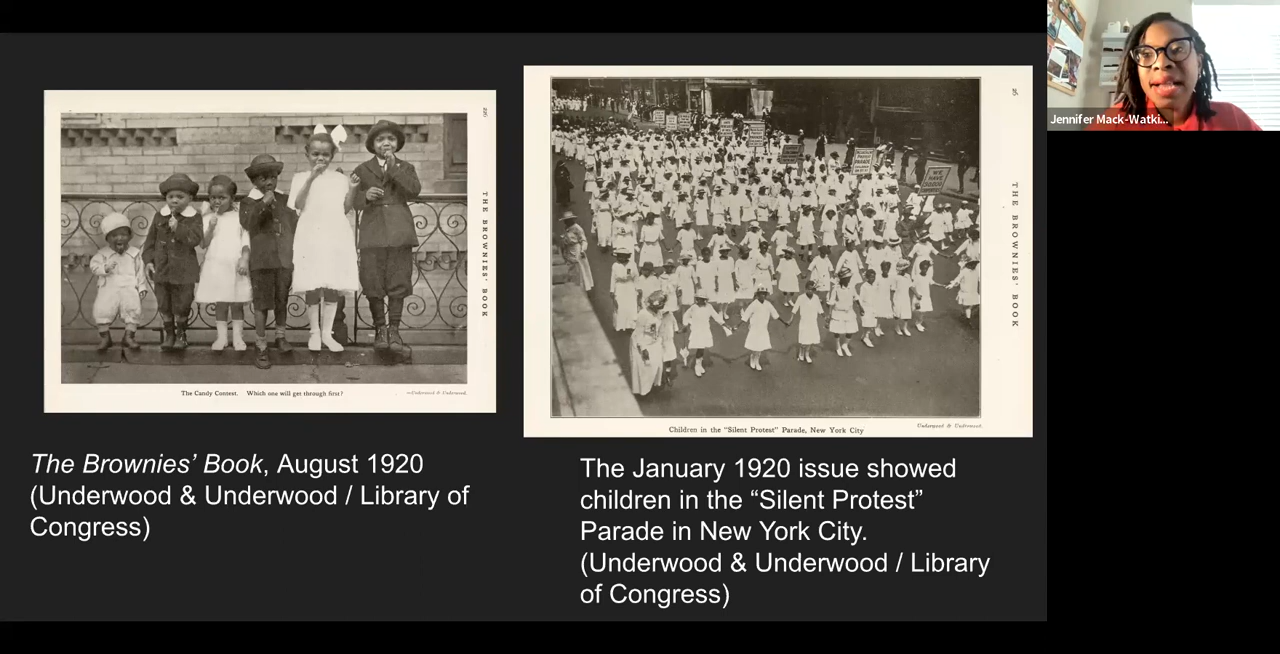 THE BROWNIES' BOOK
The Candy Contest. Which one will get through first?
—Underwood & Underwood.
The Brownies' Book, August 1920
(Underwood & Underwood / Library of
Congress)
WE
HAVE
THE BROWNIES' BOOK
Underwood & Underwood.
Children in the "Silent Protest" Parade, New York City
The January 1920 issue showed
children in the “Silent Protest”
Parade in New York City.
(Underwood & Underwood / Library
of Congress)
Jennifer Mack-Watki...